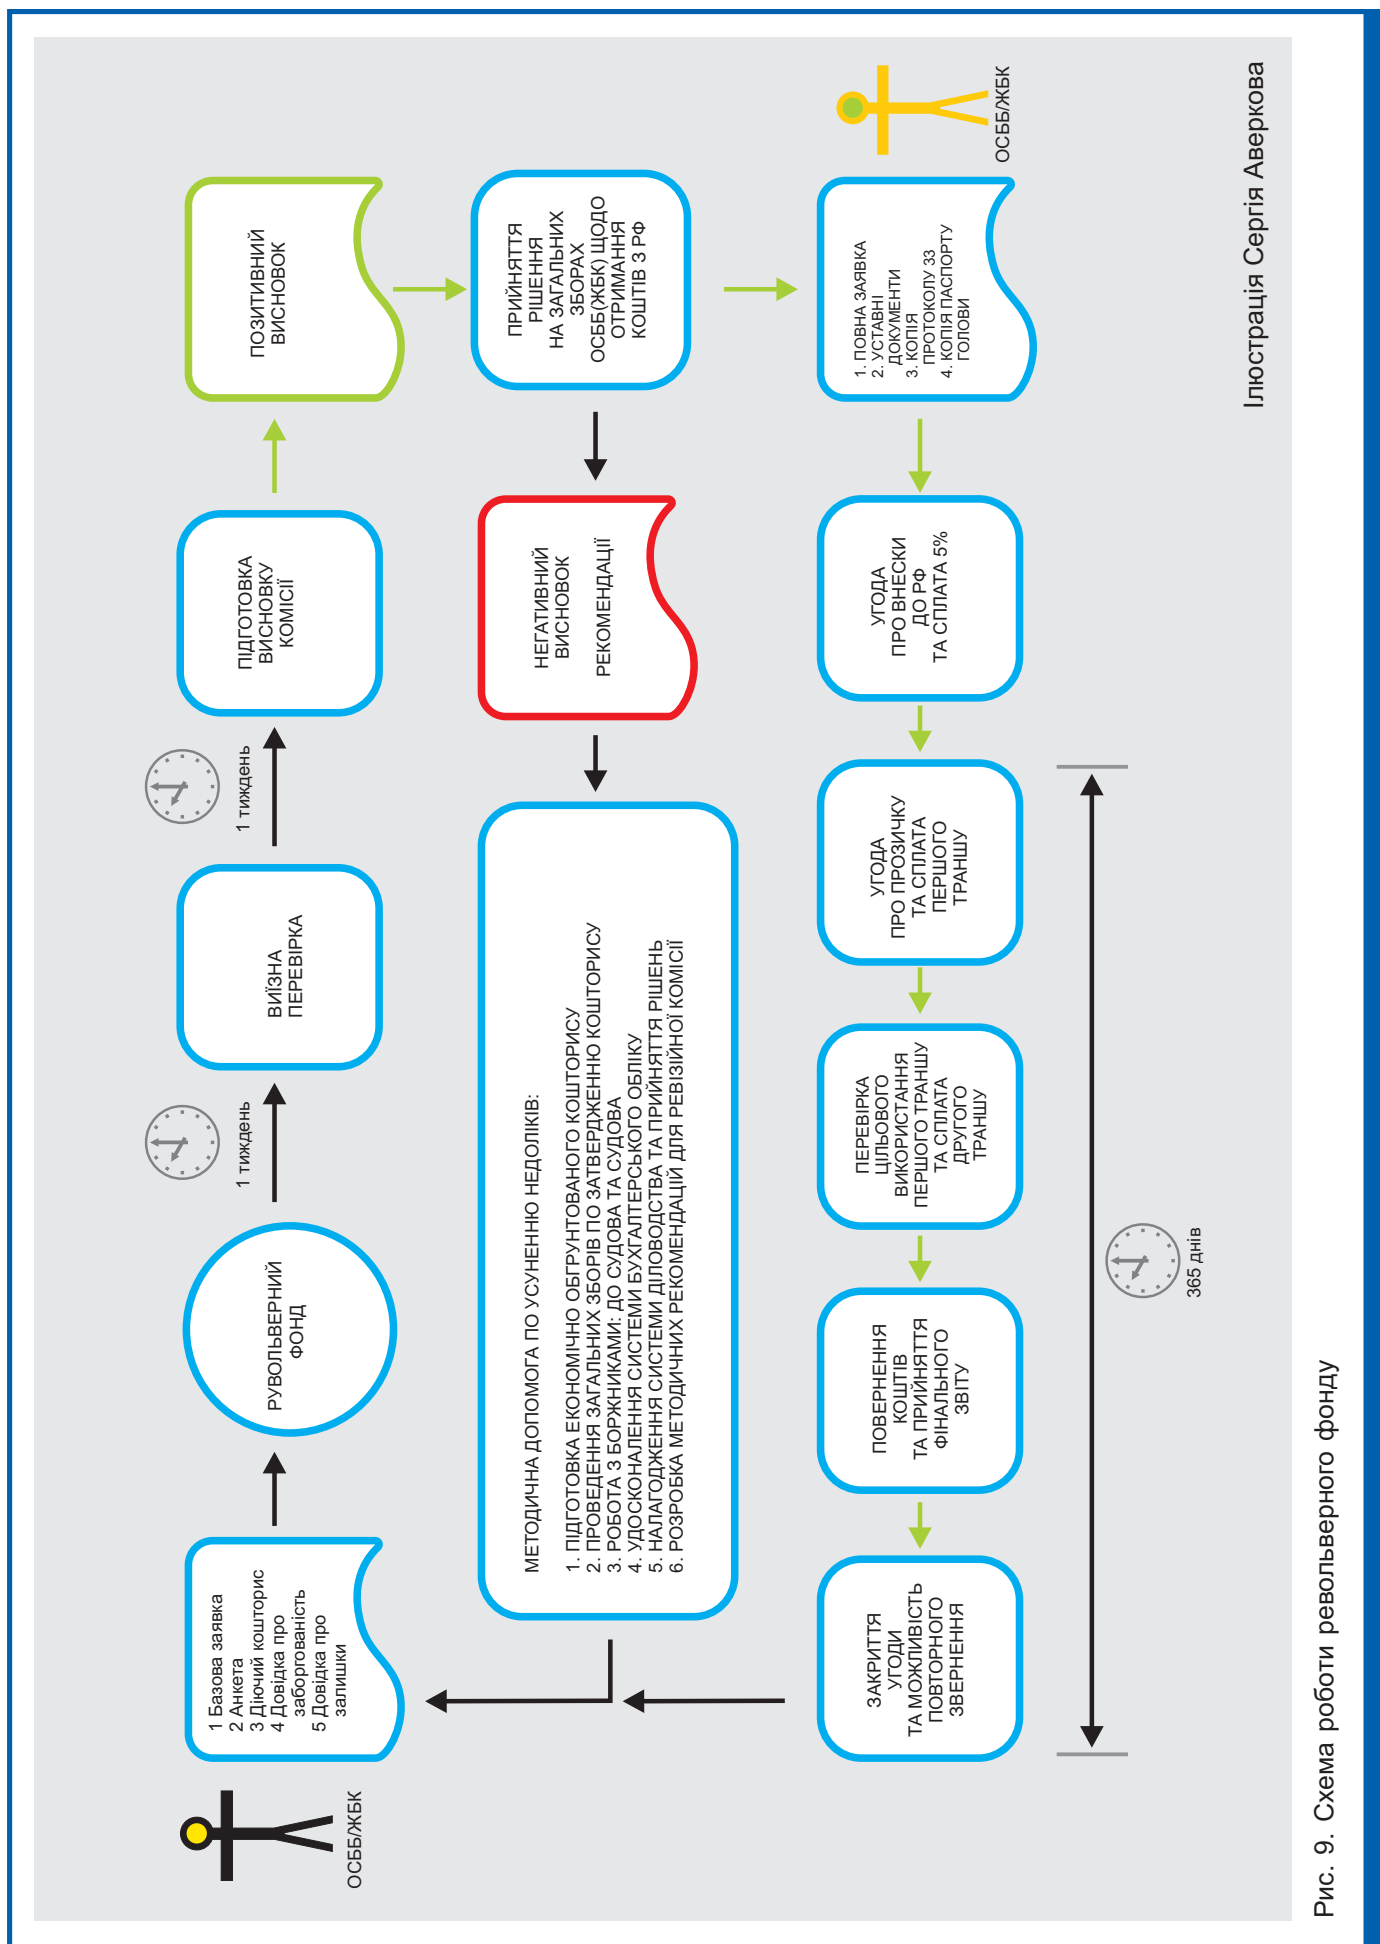 ОСББ/ЖБК
1 Базова заявка
2 Анкета
3 Діючий кошторис
4 Довідка про
заборгованість
5 Довідка про
залишки
РУВОЛЬВЕРНИЙ
ФОНД
1 тиждень
ВИЇЗНА
ПЕРЕВІРКА
1 тиждень
ПІДГОТОВКА
ВИСНОВКУ
КОМІСІЇ
ПОЗИТИВНИЙ
ВИСНОВОК
ПРИЙНЯТТЯ
РІШЕННЯ
НА ЗАГАЛЬНИХ
ЗБОРАХ
ОСББ(ЖБК) ЩОДО
ОТРИМАННЯ
КОШТІВ З РФ
НЕГАТИВНИЙ
ВИСНОВОК
РЕКОМЕНДАЦІЇ
МЕТОДИЧНА ДОПОМОГА ПО УСУНЕНЮ НЕДОЛІКІВ:
1. ПІДГОТОВКА ЕКОНОМІЧНО ОБГРУНТОВАНОГО КОШТОРИСУ
2. ПРОВЕДЕННЯ ЗАГАЛЬНИХ ЗБОРІВ ПО ЗАТВЕРДЖЕНЮ КОШТОРИСУ
3. РОБОТА З БОРЖНИКАМИ: ДО СУДОВА ТА СУДОВА
4. УДОСКОНАЛЕННЯ СИСТЕМИ БУХГАЛТЕРСЬКОГО ОБЛІКУ
5. НАЛАГОДЖЕННЯ СИСТЕМИ ДІЛОВОДСТВА ТА ПРИЙНЯТТЯ РІШЕНЬ
6. РОЗРОБКА МЕТОДИЧНИХ РЕКОМЕНДАЦІЙ ДЛЯ РЕВІЗІЙНОЇ КОМІСІЇ
ОСББ/ЖБК
1. ПОВНА ЗАЯВКА
2. УСТАВНІ
ДОКУМЕНТИ
3. КОПІЯ
ПРОТОКОЛУ ЗЗ
4. КОПІЯ ПАСПОРТУ
ГОЛОВИ
УГОДА
ПРО ВНЕСКИ
ДО РФ
ТА СПЛАТА 5%
УГОДА
ПРО ПРОЗИЧКУ
ТА СПЛАТА
ПЕРШОГО
ТРАНШУ
ПЕРЕВІРКА
ЦІЛЬОВОГО
ВИКОРИСТАННЯ
ПЕРШОГО ТРАНШУ
ТА СПЛАТА
ДРУГОГО
ТРАНШУ
ПОВЕРНЕННЯ
КОШТІВ
ТА ПРИЙНЯТТЯ
ФІНАЛЬНОГО
ЗВІТУ
ЗАКРИТТЯ
УГОДИ
ТА МОЖЛИВІСТЬ
ПОВТОРНОГО
ЗВЕРНЕННЯ
365 днів
Ілюстрація Сергія Аверкова
Рис. 9. Схема роботи револьверного фонду